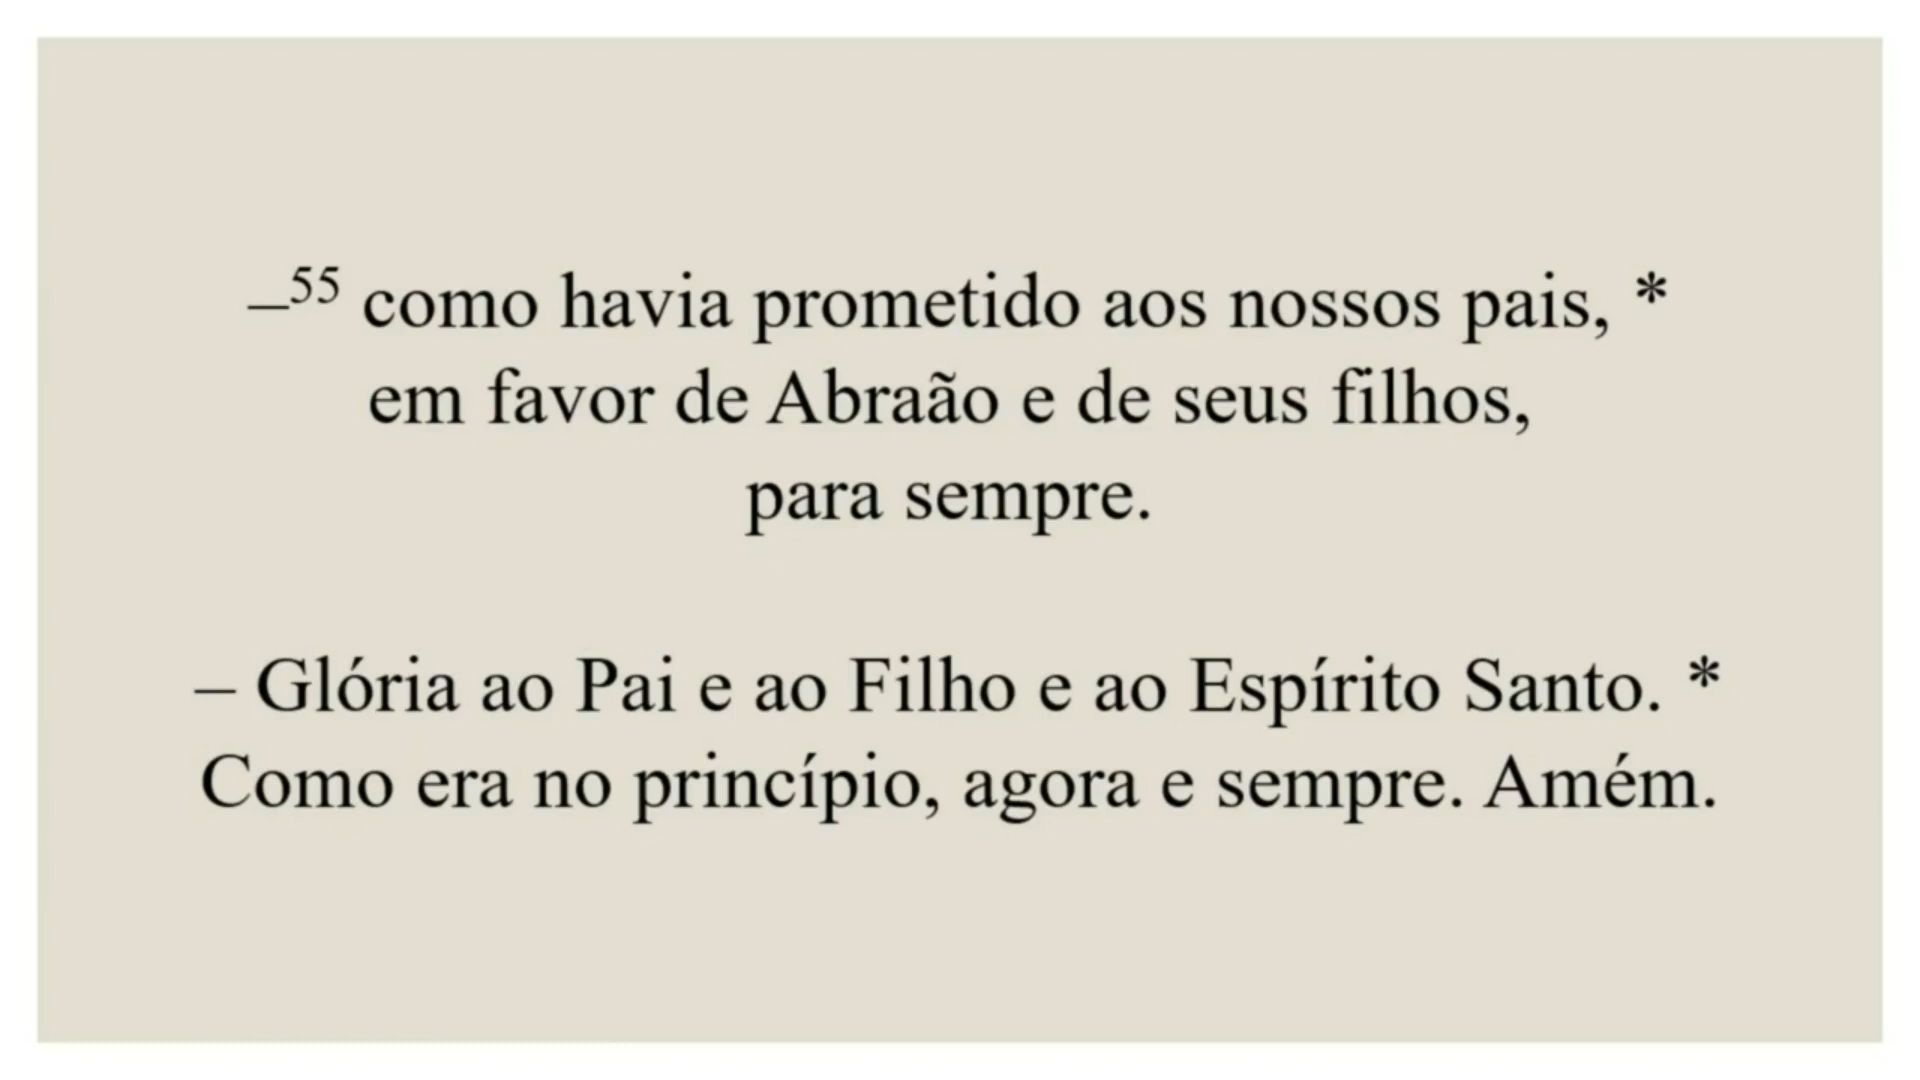 –⁵⁵ como havia prometido aos nossos pais, *
em favor de Abraão e de seus filhos,
para sempre.
– Glória ao Pai e ao Filho e ao Espírito Santo. *
Como era no princípio, agora e sempre. Amém.